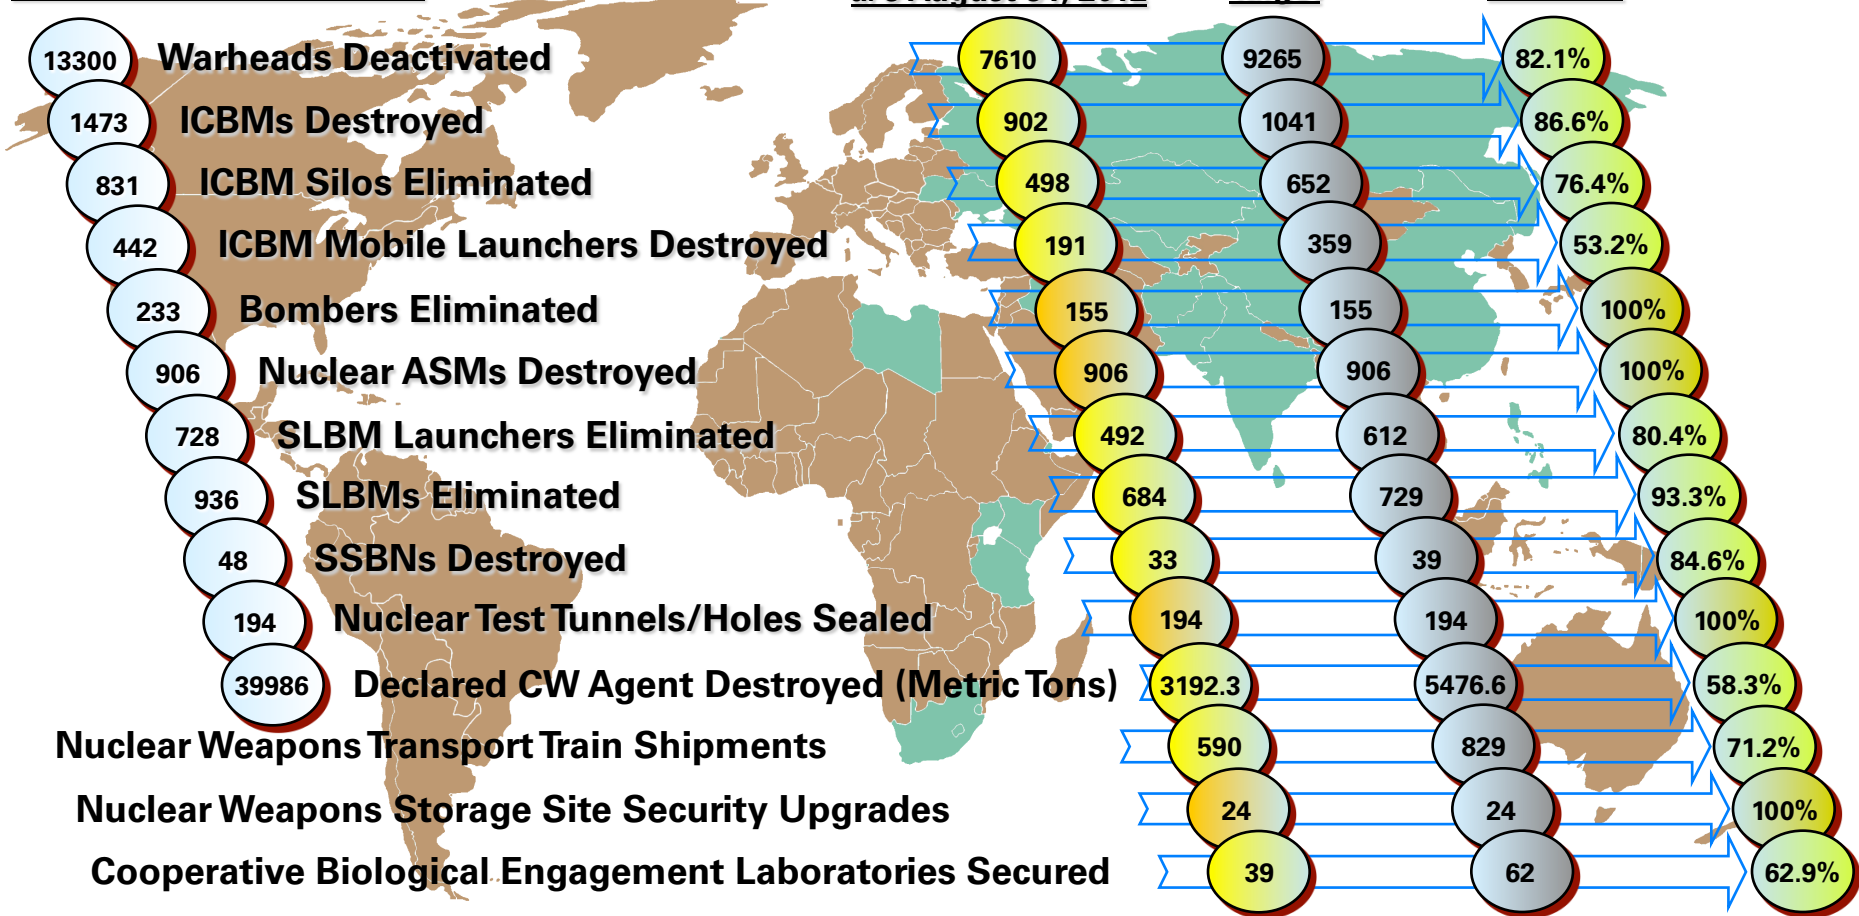 13300 Warheads Deactivated 7610 9265 82.1%
1473 ICBMs Destroyed 902 1041 86.6%
831 ICBM Silos Eliminated 498 652 76.4%
442 ICBM Mobile Launchers Destroyed 191 359 53.2%
233 Bombers Eliminated 155 155 100%
906 Nuclear ASMs Destroyed 906 906 100%
728 SLBM Launchers Eliminated 492 612 80.4%
936 SLBMs Eliminated 684 729 93.3%
48 SSBNs Destroyed 33 39 84.6%
194 Nuclear Test Tunnels/Holes Sealed 194 194 100%
39986 Declared CW Agent Destroyed (Metric Tons) 3192.3 5476.6 58.3%
Nuclear Weapons Transport Train Shipments 590 829 71.2%
Nuclear Weapons Storage Site Security Upgrades 24 24 100%
Cooperative Biological Engagement Laboratories Secured 39 62 62.9%